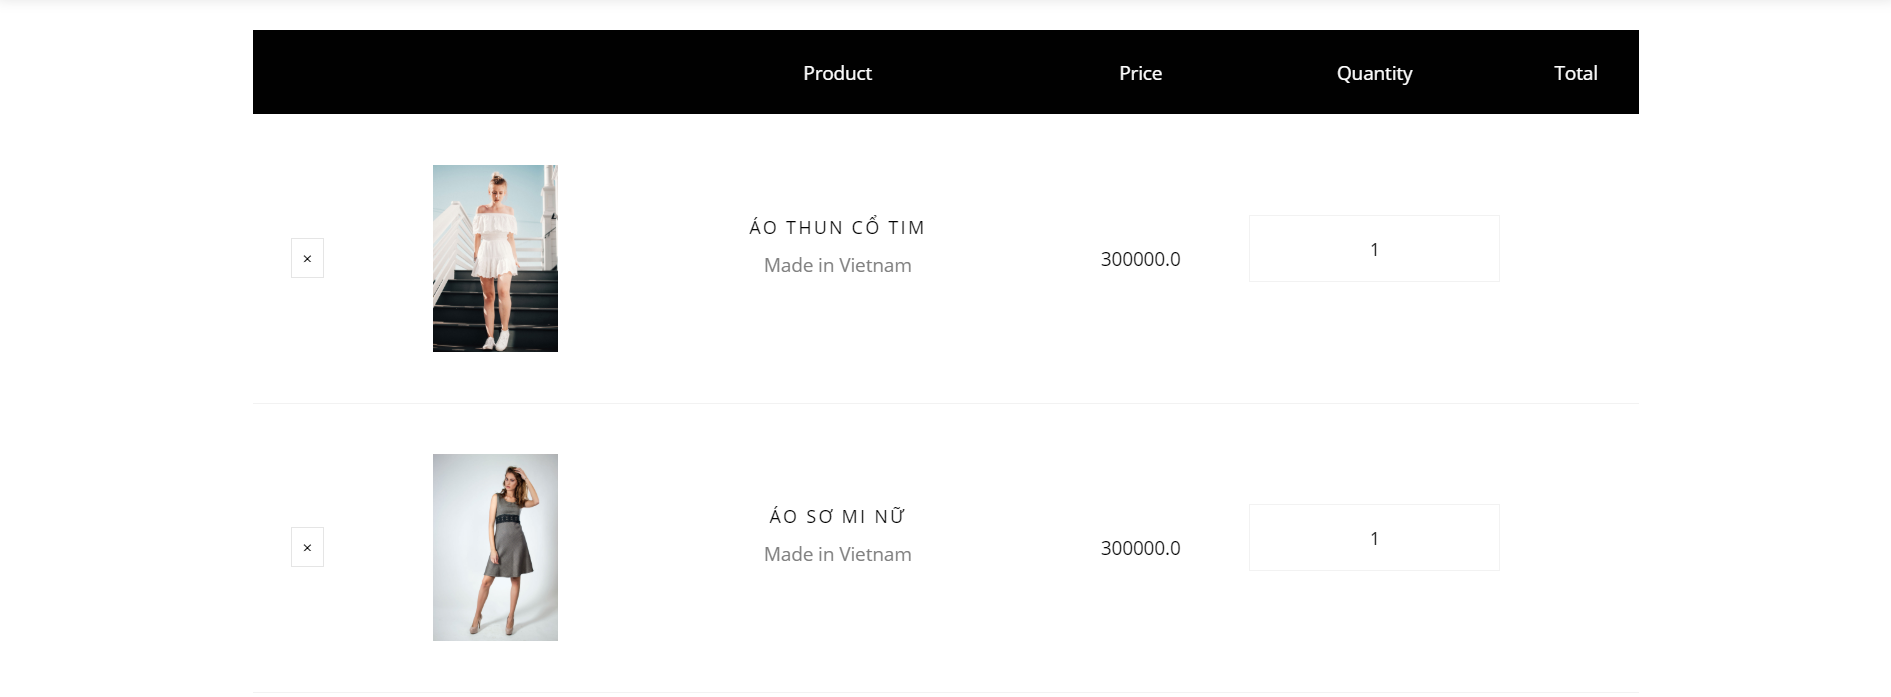 Product Price Quantity Total
×
ÁO THUN CỔ TIM
Made in Vietnam
300000.0
1
×
ÁO SƠ MI NỮ
Made in Vietnam
300000.0
1